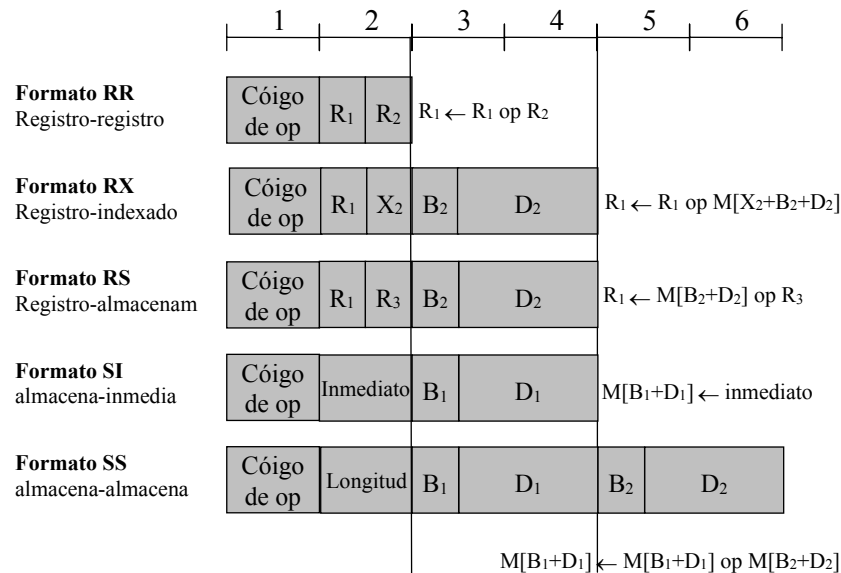 1 2 3 4 5 6
Formato RR
Registro-registro
Cóigo
de op
R1 R2
R1 ← R1 op R2
Formato RX
Registro-indexado
Cóigo
de op
R1 X2 B2 D2
R1 ← R1 op M[X2+B2+D2]
Formato RS
Registro-almacenam
Cóigo
de op
R1 R3 B2 D2
R1 ← M[B2+D2] op R3
Formato SI
almacena-inmedia
Cóigo
de op
Inmediato B1 D1
M[B1+D1] ← inmediato
Formato SS
almacena-almacena
Cóigo
de op
Longitud B1 D1 B2 D2
M[B1+D1] ← M[B1+D1] op M[B2+D2]